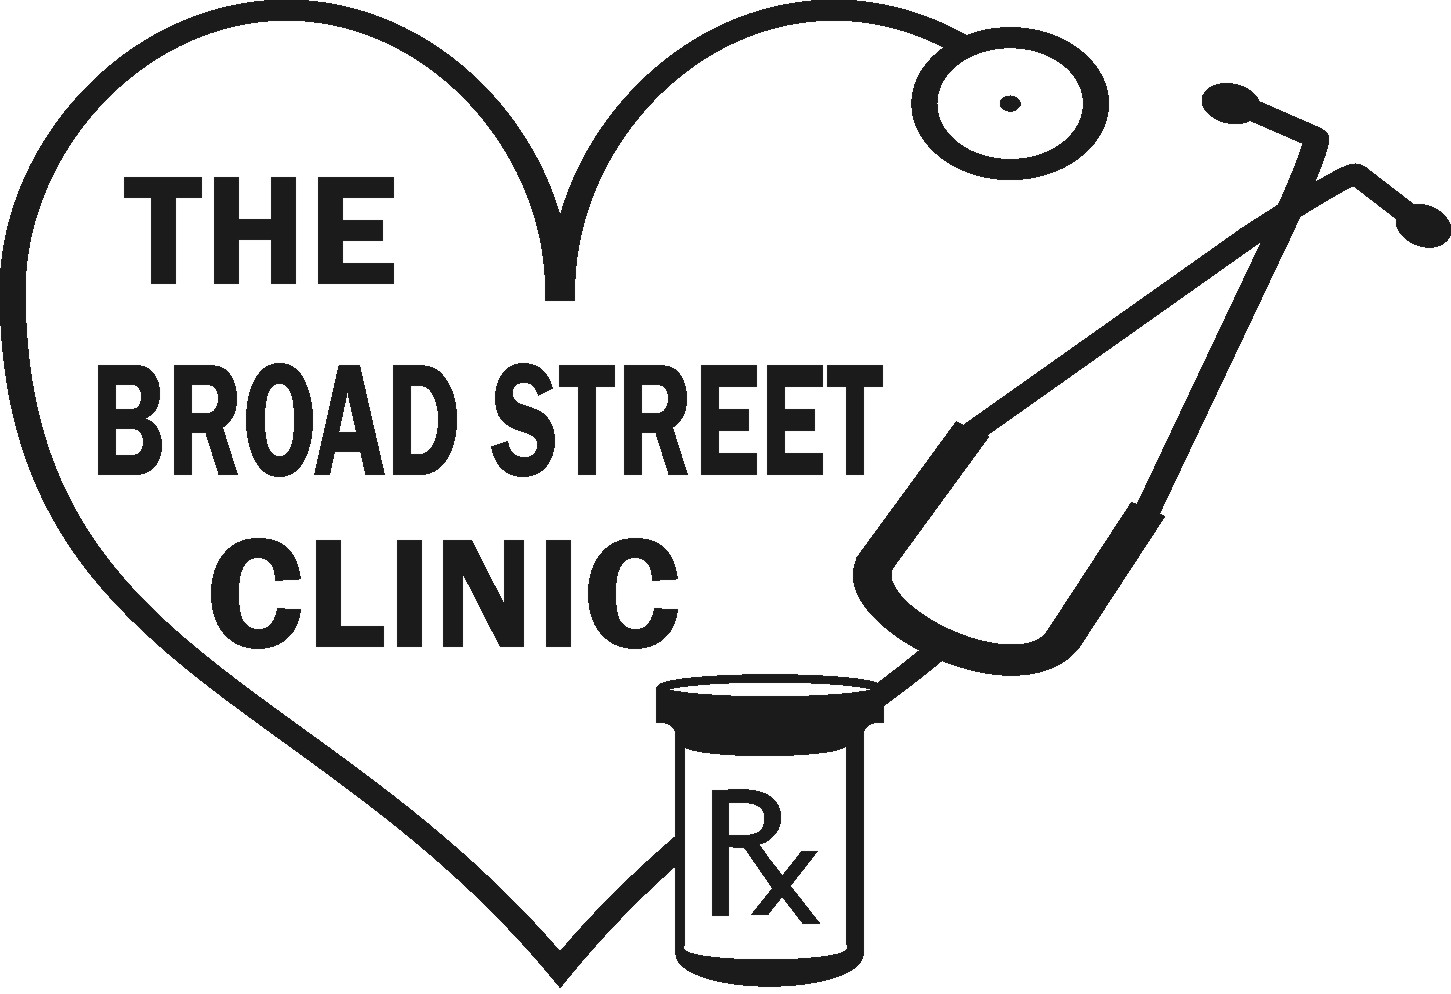 THE
BROAD STREET
CLINIC
Rx